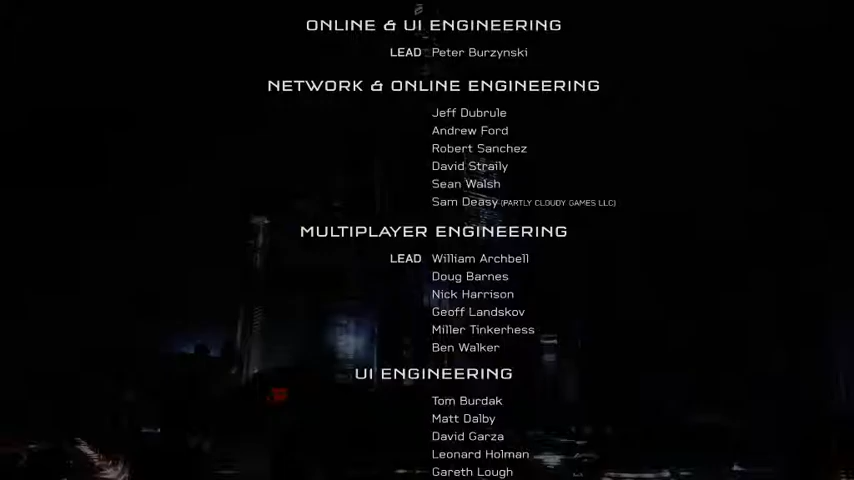 ONLINE & UI ENGINEERING
LEAD Peter Burzynski
NETWORK & ONLINE ENGINEERING
Jeff Dubrule
Andrew Ford
Robert Sanchez
David Straily
Sean Walsh
Sam Deasy (PARTLY CLOUDY GAMES LLC)
MULTIPLAYER ENGINEERING
LEAD William Archbell
Doug Barnes
Nick Harrison
Geoff Landskov
Miller Tinkerhess
Ben Walker
UI ENGINEERING
Tom Burdak
Matt Dalby
David Garza
Leonard Holman
Gareth Lough